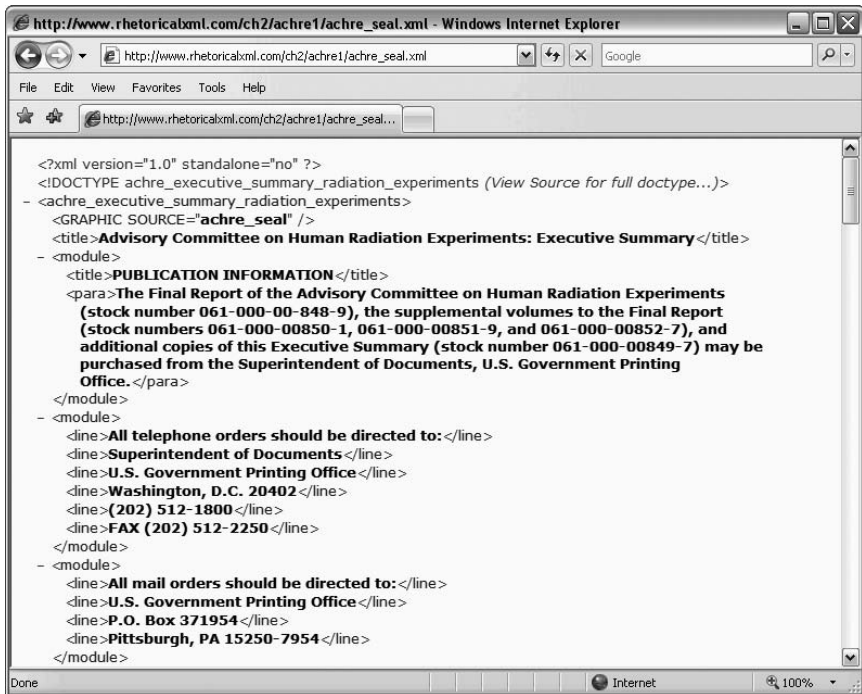 http://www.rhetoricalxml.com/ch2/achre1/achre_seal.xml - Windows Internet Explorer
http://www.rhetoricalxml.com/ch2/achre1/achre_seal.xml
Google
File Edit View Favorites Tools Help
http://www.rhetoricalxml.com/ch2/achre1/achre_seal...
<?xml version="1.0" standalone="no" ?>
<!DOCTYPE achre_executive_summary_radiation_experiments (View Source for full doctype...)>
- <achre_executive_summary_radiation_experiments>
<GRAPHIC SOURCE="achre_seal" />
<title>Advisory Committee on Human Radiation Experiments: Executive Summary</title>
- <module>
<title>PUBLICATION INFORMATION</title>
<para>The Final Report of the Advisory Committee on Human Radiation Experiments
(stock number 061-000-00-848-9), the supplemental volumes to the Final Report
(stock numbers 061-000-00850-1, 061-000-00851-9, and 061-000-00852-7), and
additional copies of this Executive Summary (stock number 061-000-00849-7) may be
purchased from the Superintendent of Documents, U.S. Government Printing
Office.</para>
</module>
- <module>
<line>All telephone orders should be directed to:</line>
<line>Superintendent of Documents</line>
<line>U.S. Government Printing Office</line>
<line>Washington, D.C. 20402</line>
<line>(202) 512-1800</line>
<line>FAX (202) 512-2250</line>
</module>
- <module>
<line>All mail orders should be directed to:</line>
<line>U.S. Government Printing Office</line>
<line>P.O. Box 371954</line>
<line>Pittsburgh, PA 15250-7954</line>
</module>
Done Internet 100%